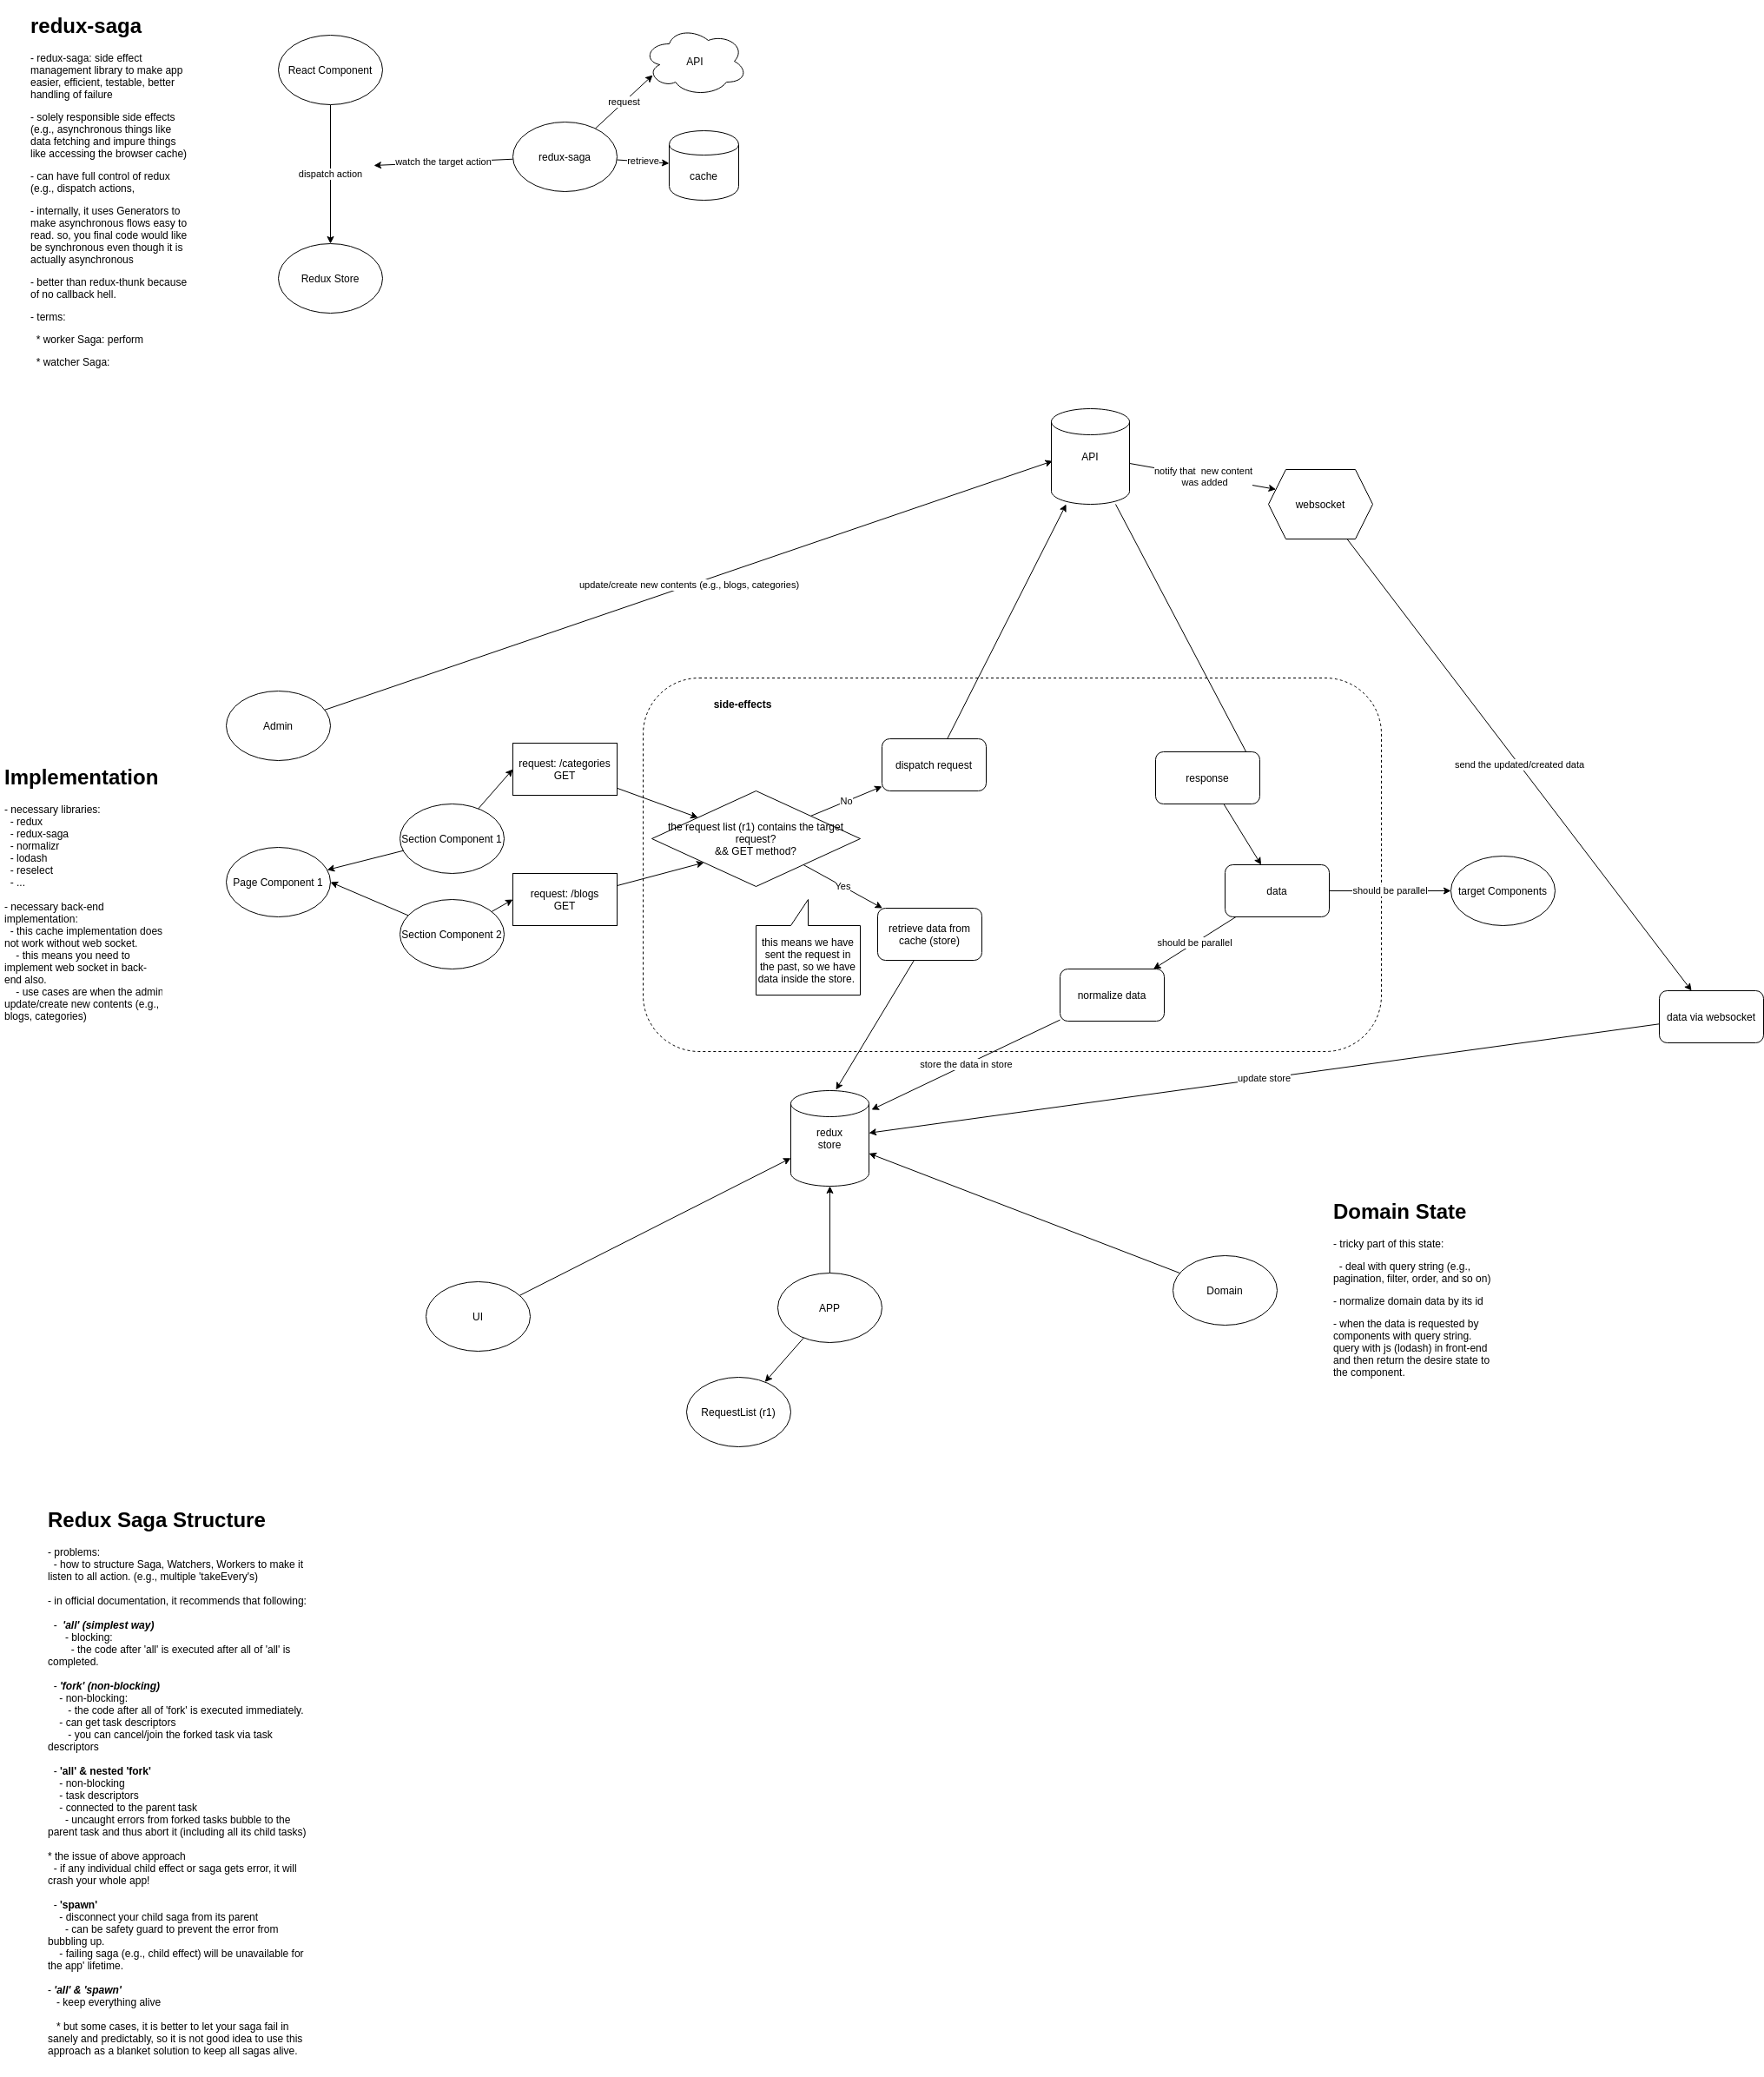 redux-saga
- redux-saga: side effect
management library to make app
easier, efficient, testable, better
handling of failure
- solely responsible side effects
(e.g., asynchronous things like
data fetching and impure things
like accessing the browser cache)
- can have full control of redux
(e.g., dispatch actions,
- internally, it uses Generators to
make asynchronous flows easy to
read. so, you final code would like
be synchronous even though it is
actually asynchronous
- better than redux-thunk because
of no callback hell.
- terms:
* worker Saga: perform
* watcher Saga:
React Component
dispatch action
Redux Store
watch the target action
redux-saga
request
API
retrieve
cache
API
notify that  new content
was added
websocket
update/create new contents (e.g., blogs, categories)
Admin
side-effects
send the updated/created data
Implementation
- necessary libraries:
- redux
- redux-saga
- normalizr
- lodash
- reselect
- ...
- necessary back-end
implementation:
- this cache implementation does
not work without web socket.
- this means you need to
implement web socket in back-
end also.
- use cases are when the admin
update/create new contents (e.g.,
blogs, categories)
Page Component 1
Section Component 1
Section Component 2
request: /categories
GET
request: /blogs
GET
the request list (r1) contains the target
request?
&& GET method?
No
Yes
dispatch request
retrieve data from
cache (store)
this means we have
sent the request in
the past, so we have
data inside the store.
response
data
should be parallel
target Components
should be parallel
normalize data
data via websocket
store the data in store
update store
redux
store
UI
APP
Domain
RequestList (r1)
Domain State
- tricky part of this state:
- deal with query string (e.g.,
pagination, filter, order, and so on)
- normalize domain data by its id
- when the data is requested by
components with query string.
query with js (lodash) in front-end
and then return the desire state to
the component.
Redux Saga Structure
- problems:
- how to structure Saga, Watchers, Workers to make it
listen to all action. (e.g., multiple 'takeEvery's)
- in official documentation, it recommends that following:
- 'all' (simplest way)
- blocking:
- the code after 'all' is executed after all of 'all' is
completed.
- 'fork' (non-blocking)
- non-blocking:
- the code after all of 'fork' is executed immediately.
- can get task descriptors
- you can cancel/join the forked task via task
descriptors
- 'all' & nested 'fork'
- non-blocking
- task descriptors
- connected to the parent task
- uncaught errors from forked tasks bubble to the
parent task and thus abort it (including all its child tasks)
* the issue of above approach
- if any individual child effect or saga gets error, it will
crash your whole app!
- 'spawn'
- disconnect your child saga from its parent
- can be safety guard to prevent the error from
bubbling up.
- failing saga (e.g., child effect) will be unavailable for
the app' lifetime.
- 'all' & 'spawn'
- keep everything alive
* but some cases, it is better to let your saga fail in
sanely and predictably, so it is not good idea to use this
approach as a blanket solution to keep all sagas alive.